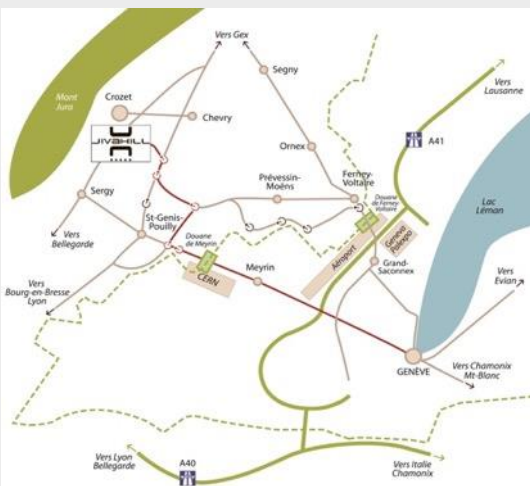 Vers Gex
Segny
Vers
Lausanne
Mont
Jura
Crozet
Chevry
JIVAHILL
A41
Ornex
Prévessin-
Moëns
Ferney-
Voltaire
Sergy
St-Genis-
Pouilly
Douane
de Ferney-
Voltaire
Lac
Léman
Vers
Bellegarde
Douane
de Meyrin
Aéroport
Geneva
Palexpo
Grand-
Saconnex
CERN
Meyrin
Vers
Bourg-en-Bresse
Lyon
Vers
Evian
GENÈVE
Vers Chamonix
Mt-Blanc
Vers Lyon
Bellegarde
A40
Vers Italie
Chamonix